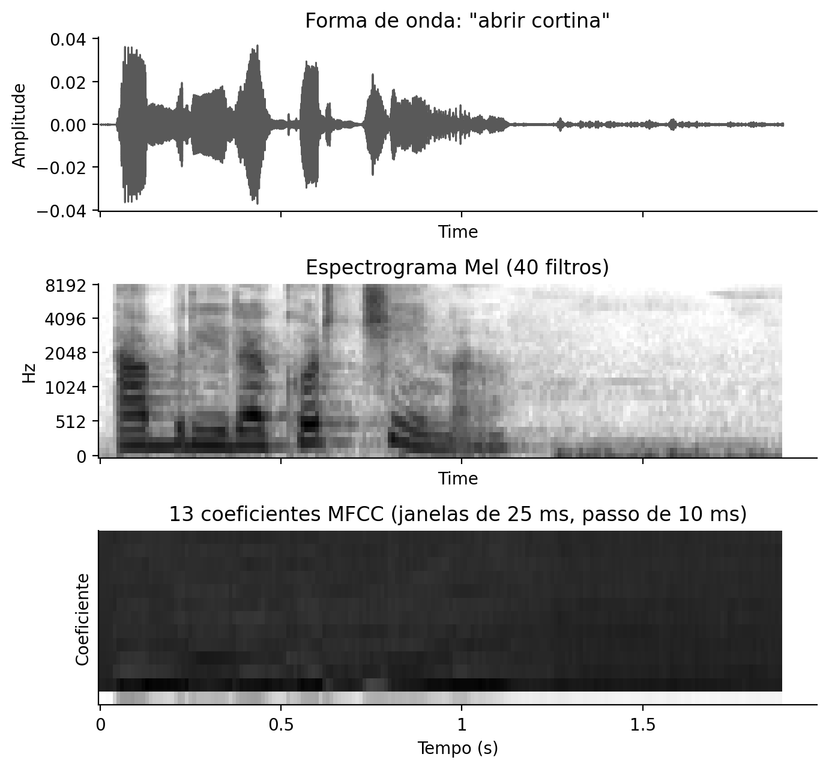 Forma de onda: "abrir cortina"
0.04
0.02
0.00
−0.02
−0.04
Amplitude
Time
Espectrograma Mel (40 filtros)
8192
4096
2048
1024
512
0
Hz
Time
13 coeficientes MFCC (janelas de 25 ms, passo de 10 ms)
Coeficiente
0 0.5 1 1.5
Tempo (s)